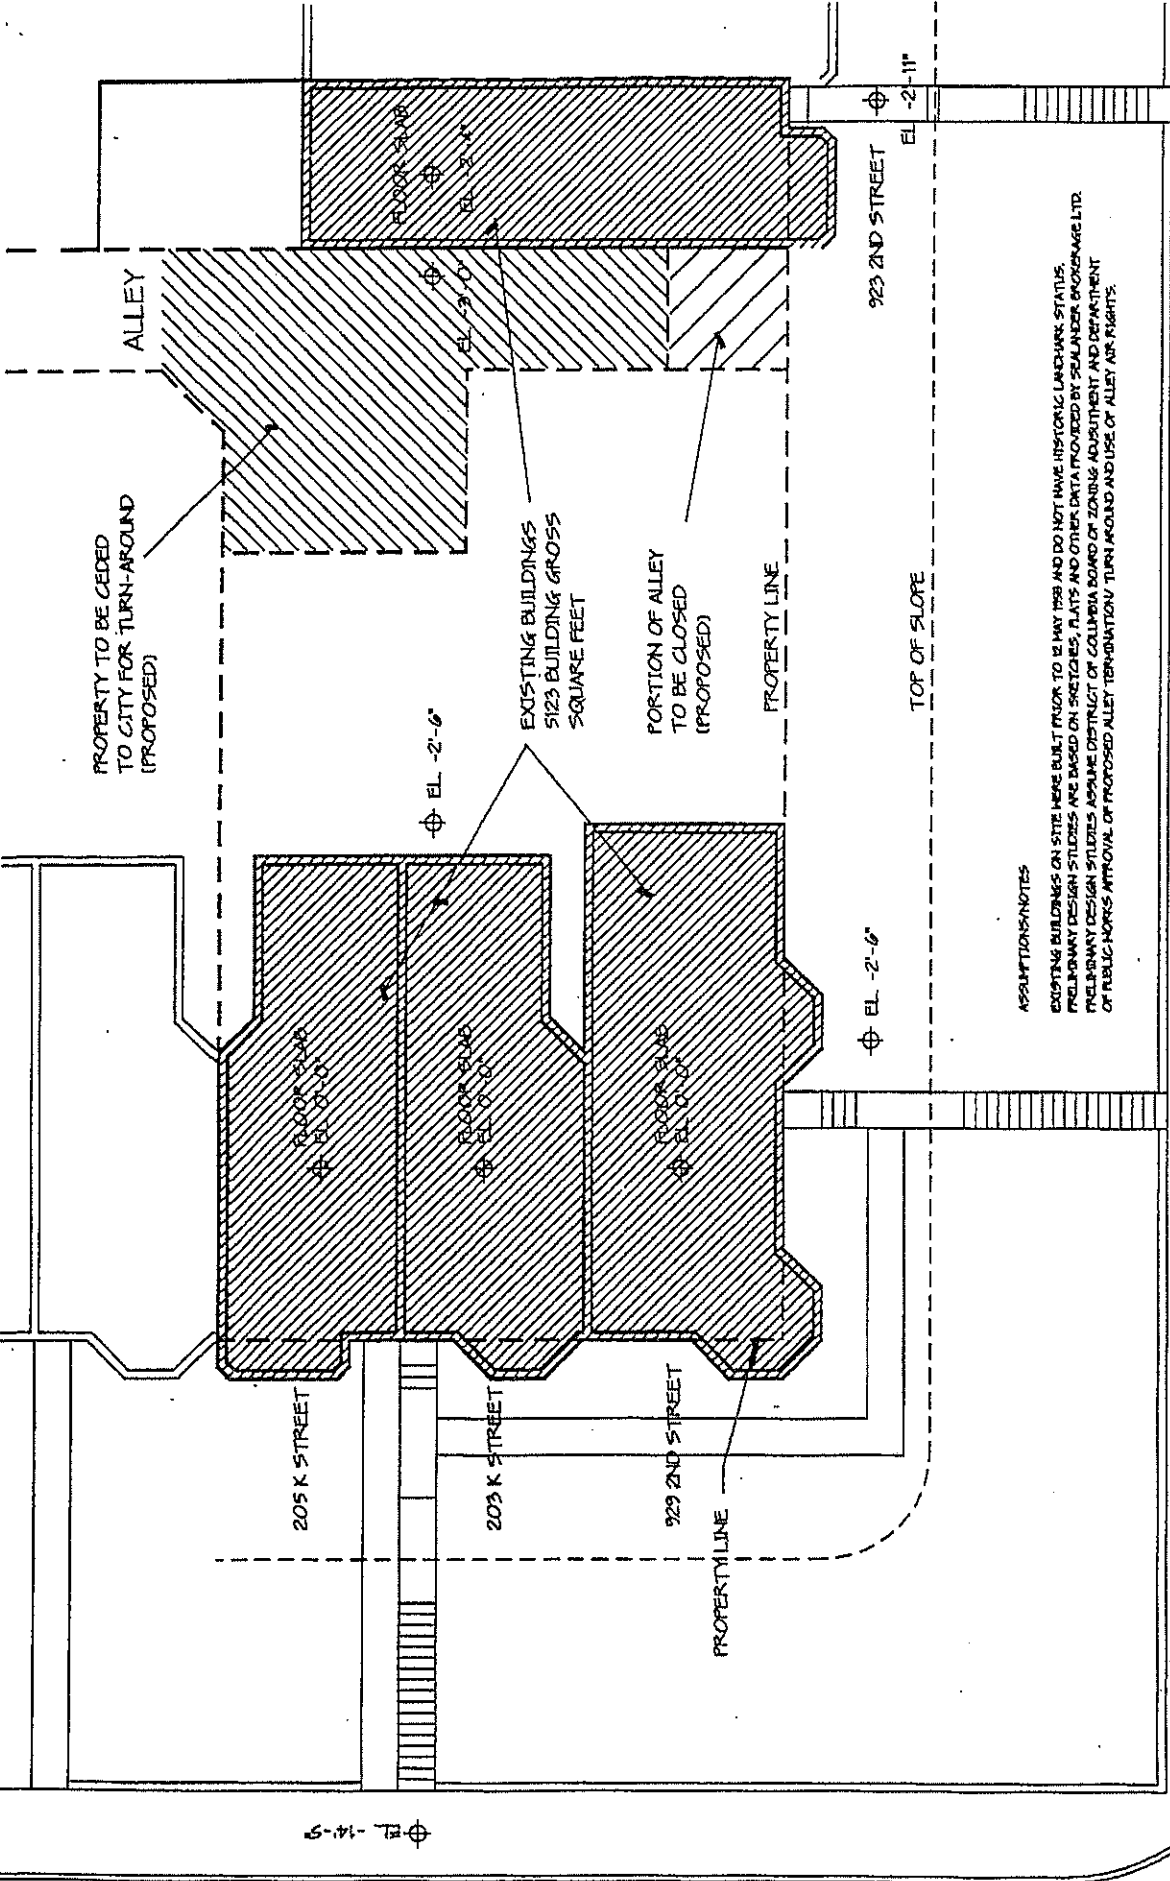 ALLEY
PROPERTY TO BE CEDED
TO CITY FOR TURN-AROUND
(PROPOSED)
FLOOR SLAB
EL -2'-4"
EL -3'-0"
EXISTING BUILDINGS
5123 BUILDING GROSS
SQUARE FEET
PORTION OF ALLEY
TO BE CLOSED
(PROPOSED)
PROPERTY LINE
923 2ND STREET
EL -2'-11"
TOP OF SLOPE
EL -2'-6"
FLOOR SLAB
EL 0'-0"
FLOOR SLAB
EL 0'-0"
FLOOR SLAB
EL 0'-0"
EL -2'-6"
205 K STREET
203 K STREET
929 2ND STREET
PROPERTY LINE
EL -14'-5"
ASSUMPTIONS/NOTES
EXISTING BUILDINGS ON SITE WERE BUILT PRIOR TO 12 MAY 1958 AND DO NOT HAVE HISTORIC LANDMARK STATUS.
PRELIMINARY DESIGN STUDIES ARE BASED ON SKETCHES, PLATS AND OTHER DATA PROVIDED BY SEALANDER BROKERAGE LTD.
PRELIMINARY DESIGN STUDIES ASSUME DISTRICT OF COLUMBIA BOARD OF ZONING ADJUSTMENT AND DEPARTMENT
OF PUBLIC WORKS APPROVAL OF PROPOSED ALLEY TERMINATION/ TURN AROUND AND USE OF ALLEY AIR RIGHTS.